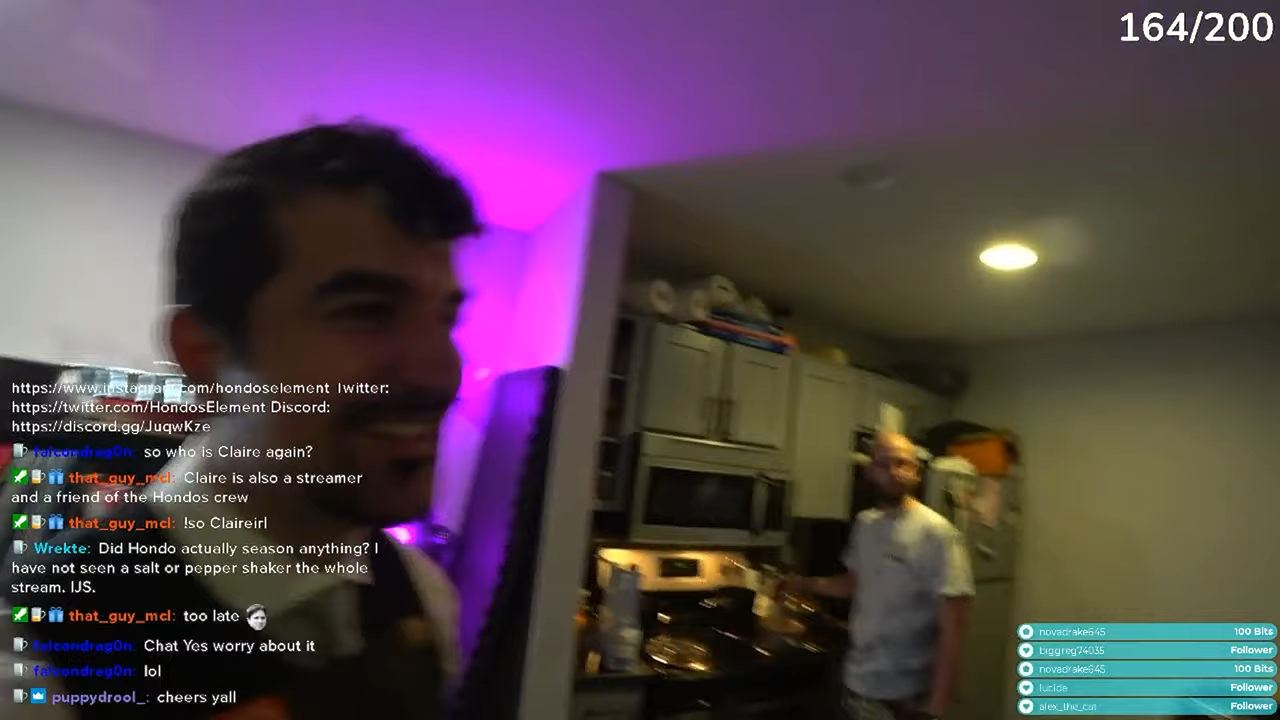 164/200
https://www.instagram.com/hondoselement Twitter:
https://twitter.com/HondosElement Discord:
https://discord.gg/JuqwKze
falcondrag0n: so who is Claire again?
that_guy_mcl: Claire is also a streamer
and a friend of the Hondos crew
that_guy_mcl: !so Claireirl
Wrekte: Did Hondo actually season anything? I
have not seen a salt or pepper shaker the whole
stream. IJS.
that_guy_mcl: too late
falcondrag0n: Chat Yes worry about it
falcondrag0n: lol
puppydrool_: cheers yall
novadrake645 100 Bits
biggreg74035 Follower
novadrake645 100 Bits
lucide Follower
alex_the_cat Follower